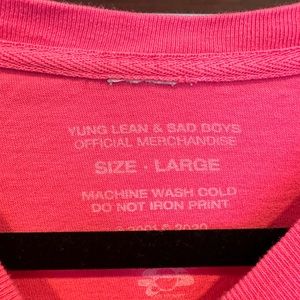 YUNG LEAN & SAD BOYS
OFFICIAL MERCHANDISE
SIZE · LARGE
MACHINE WASH COLD
DO NOT IRON PRINT